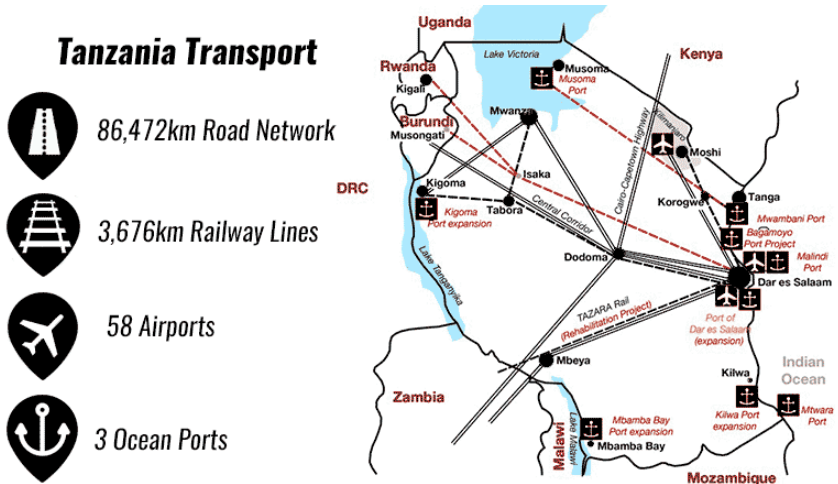 Tanzania Transport
86,472km Road Network
3,676km Railway Lines
58 Airports
3 Ocean Ports
Uganda
Lake Victoria
Kenya
Rwanda
Kigali
Musoma
Musoma
Port
Mwanza
Burundi
Musongati
Cairo-Capetown Highway
Kilimanjaro
Moshi
DRC
Isaka
Kigoma
Kigoma
Port expansion
Tabora
Central Corridor
Korogwe
Tanga
Mwambani Port
Bagamoyo
Port Project
Malindi
Port
Dodoma
Dar es Salaam
Lake Tanganyika
TAZARA Rail
(Rehabilitation Project)
Port of
Dar es Salaam
(expansion)
Mbeya
Indian
Ocean
Zambia
Kilwa
Kilwa Port
expansion
Mtwara
Port
Malawi
Lake Malawi
Mbamba Bay
Port expansion
Mbamba Bay
Mozambique